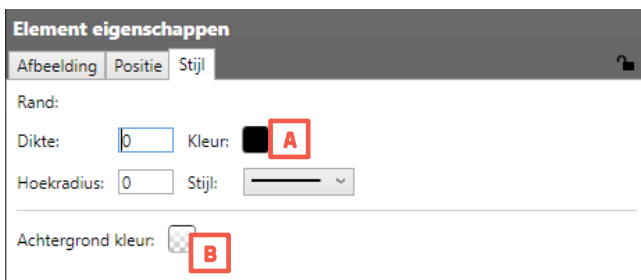 Element eigenschappen
Afbeelding Positie Stijl
Rand:
Dikte: 0 Kleur: A
Hoekradius: 0 Stijl:
Achtergrond kleur: B